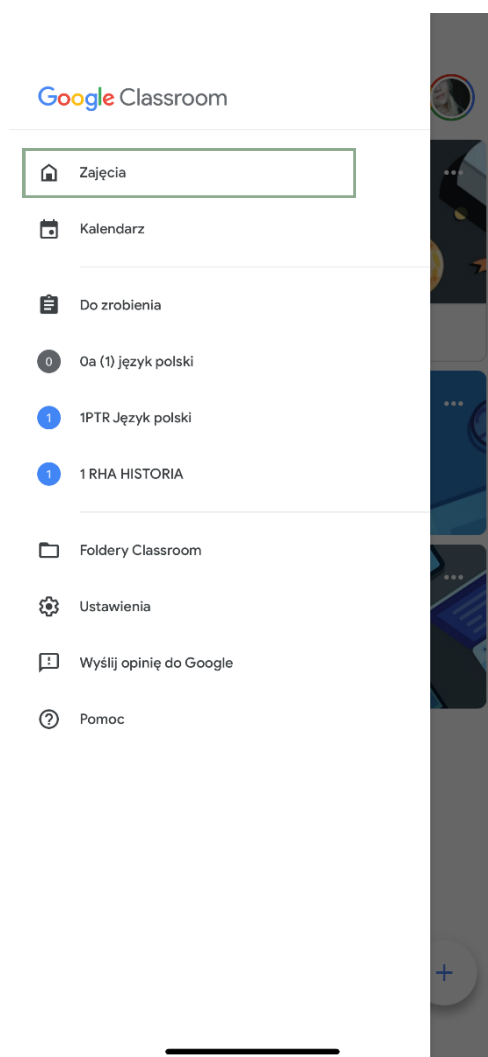 Google Classroom
Zajęcia
Kalendarz
Do zrobienia
0 0a (1) język polski
1 1PTR Język polski
1 1 RHA HISTORIA
Foldery Classroom
Ustawienia
Wyślij opinię do Google
Pomoc